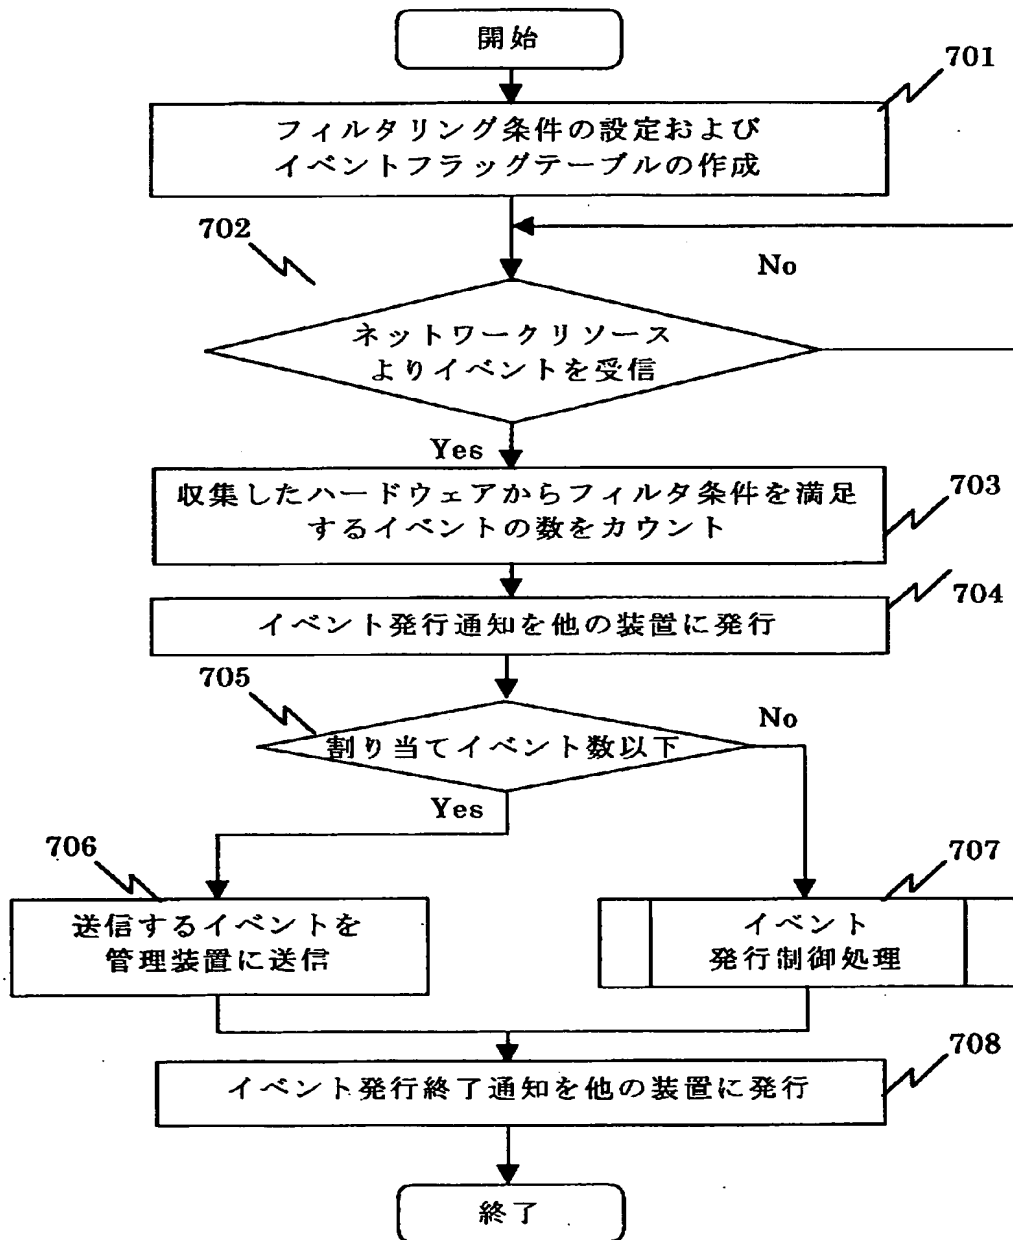 開始
701
フィルタリング条件の設定および
イベントフラッグテーブルの作成
702
No
ネットワークリソース
よりイベントを受信
Yes
収集したハードウェアからフィルタ条件を満足
するイベントの数をカウント
703
704
イベント発行通知を他の装置に発行
705
No
割り当てイベント数以下
Yes
706
707
送信するイベントを
管理装置に送信
イベント
発行制御処理
708
イベント発行終了通知を他の装置に発行
終了